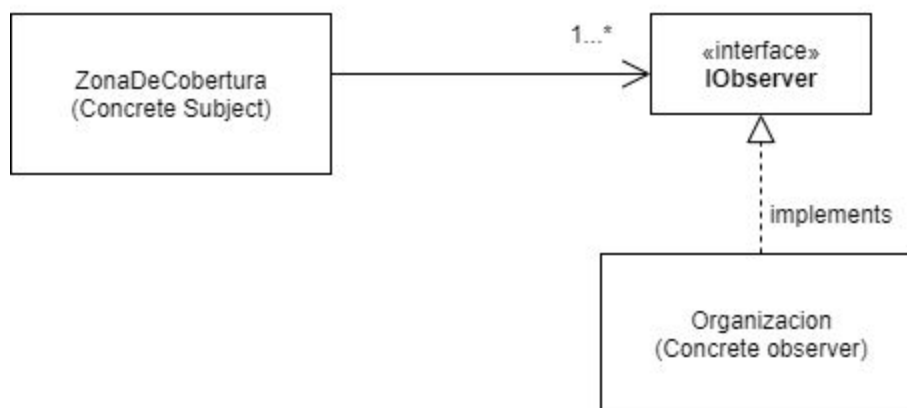 1...*
«interface»
IObserver
ZonaDeCobertura
(Concrete Subject)
implements
Organizacion
(Concrete observer)